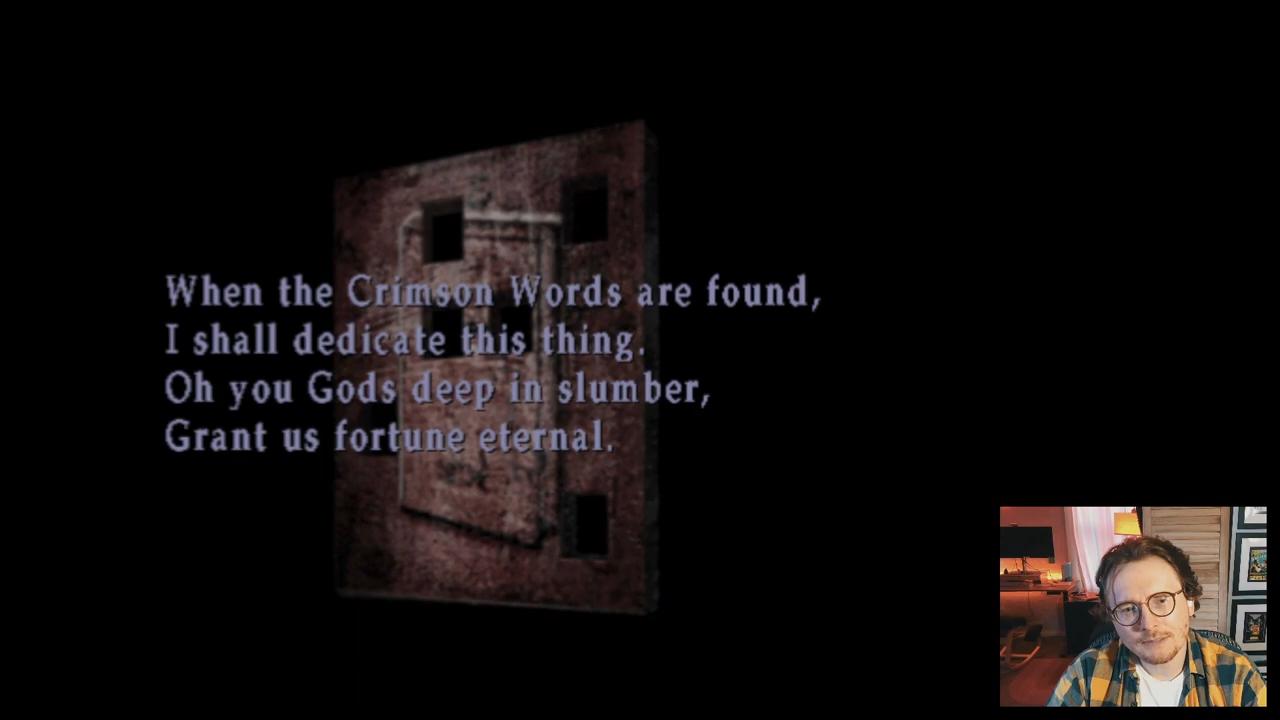 When the Crimson Words are found,
I shall dedicate this thing.
Oh you Gods deep in slumber,
Grant us fortune eternal.